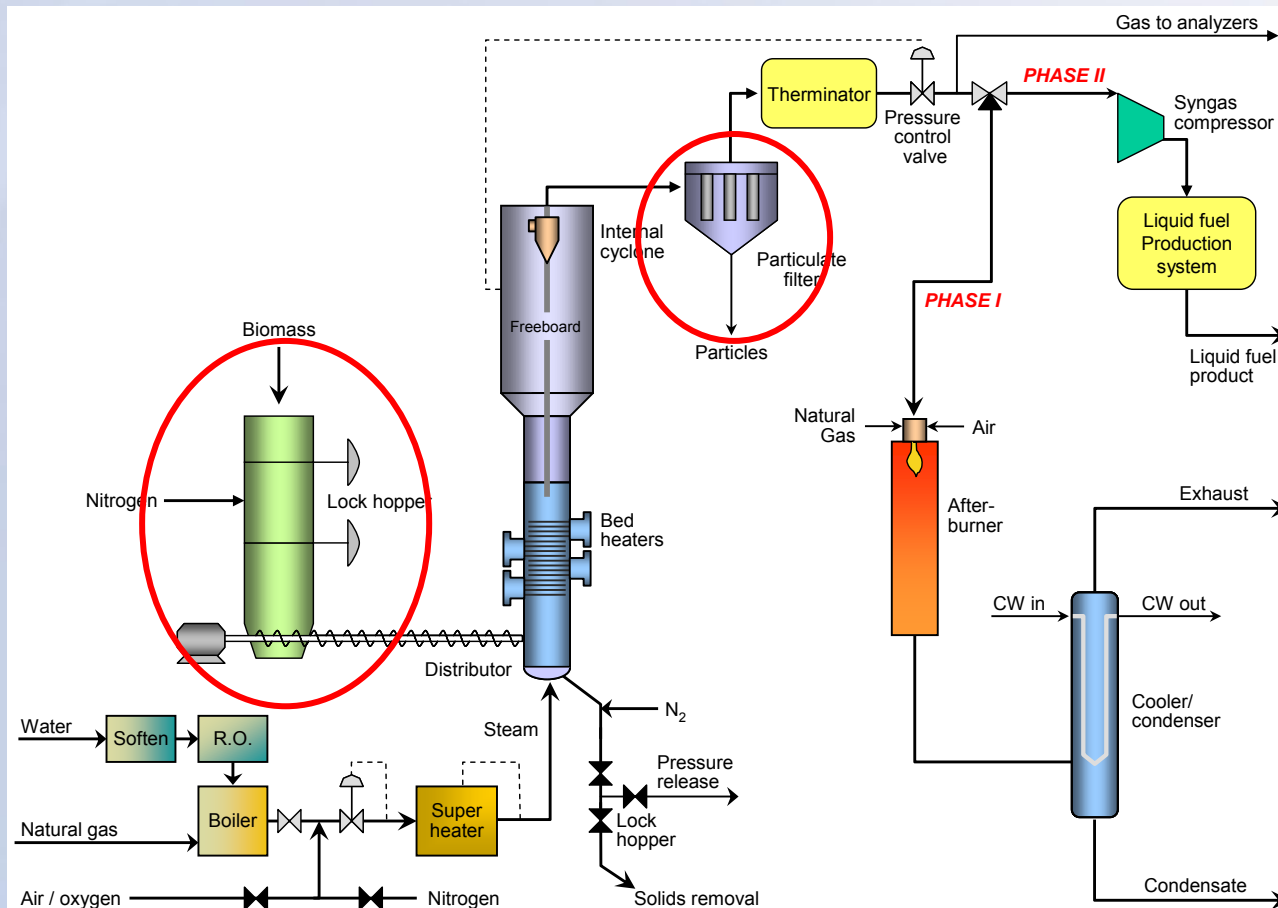 Gas to analyzers
PHASE II
Therminator
Pressure
control
valve
Syngas
compressor
Internal
cyclone
Particulate
filter
Liquid fuel
Production
system
PHASE I
Freeboard
Biomass
Particles
Liquid fuel
product
Natural
Gas
Air
Nitrogen
Lock hopper
Bed
heaters
After-
burner
Exhaust
CW in
CW out
Distributor
Cooler/
condenser
Water
Soften
R.O.
Steam
N2
Pressure
release
Natural gas
Boiler
Super
heater
Lock
hopper
Air / oxygen
Nitrogen
Solids removal
Condensate